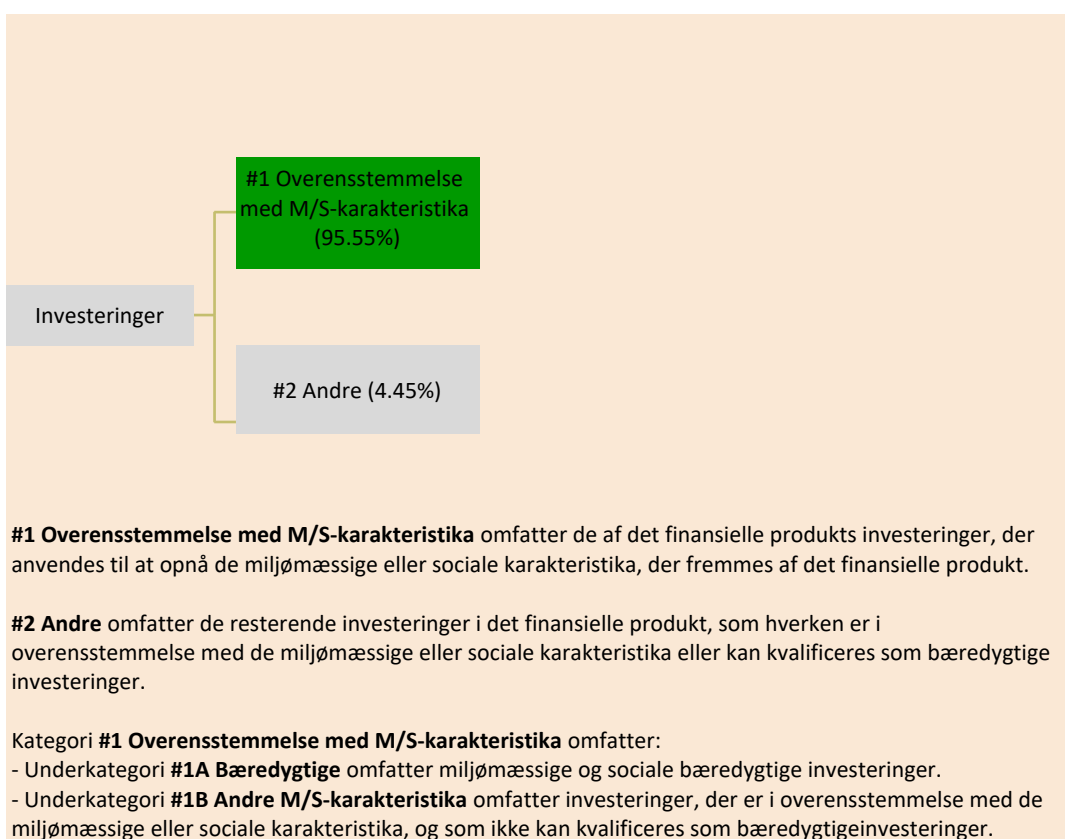 #1 Overensstemmelse
med M/S-karakteristika
(95.55%)
Investeringer
#2 Andre (4.45%)
#1 Overensstemmelse med M/S-karakteristika omfatter de af det finansielle produkts investeringer, der
anvendes til at opnå de miljømæssige eller sociale karakteristika, der fremmes af det finansielle produkt.
#2 Andre omfatter de resterende investeringer i det finansielle produkt, som hverken er i
overensstemmelse med de miljømæssige eller sociale karakteristika eller kan kvalificeres som bæredygtige
investeringer.
Kategori #1 Overensstemmelse med M/S-karakteristika omfatter:
- Underkategori #1A Bæredygtige omfatter miljømæssige og sociale bæredygtige investeringer.
- Underkategori #1B Andre M/S-karakteristika omfatter investeringer, der er i overensstemmelse med de
miljømæssige eller sociale karakteristika, og som ikke kan kvalificeres som bæredygtigeinvesteringer.